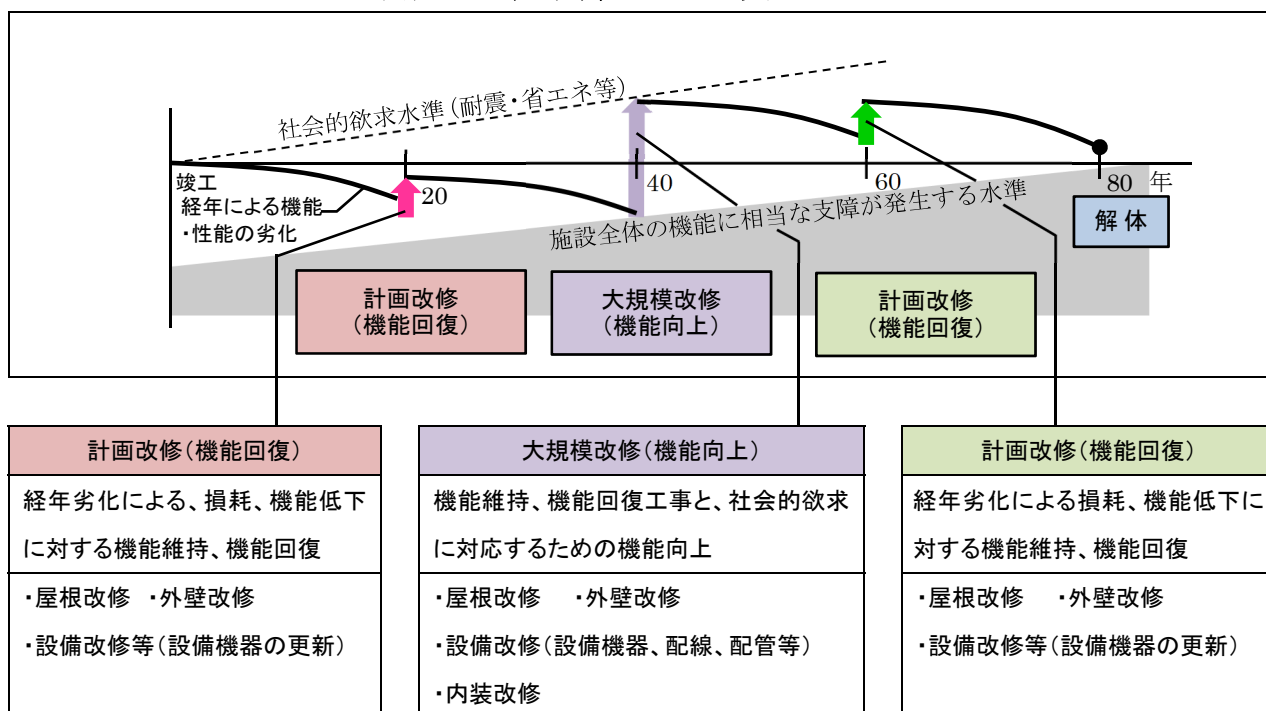 社会的欲求水準(耐震・省エネ等)
竣工
経年による機能
・性能の劣化
20
40
60
80 年
施設全体の機能に相当な支障が発生する水準
解体
計画改修
(機能回復)
大規模改修
(機能向上)
計画改修
(機能回復)
計画改修(機能回復)
経年劣化による、損耗、機能低下
に対する機能維持、機能回復
・屋根改修 ・外壁改修
・設備改修等(設備機器の更新)
大規模改修(機能向上)
機能維持、機能回復工事と、社会的欲求
に対応するための機能向上
・屋根改修 ・外壁改修
・設備改修(設備機器、配線、配管等)
・内装改修
計画改修(機能回復)
経年劣化による損耗、機能低下に
対する機能維持、機能回復
・屋根改修 ・外壁改修
・設備改修等(設備機器の更新)